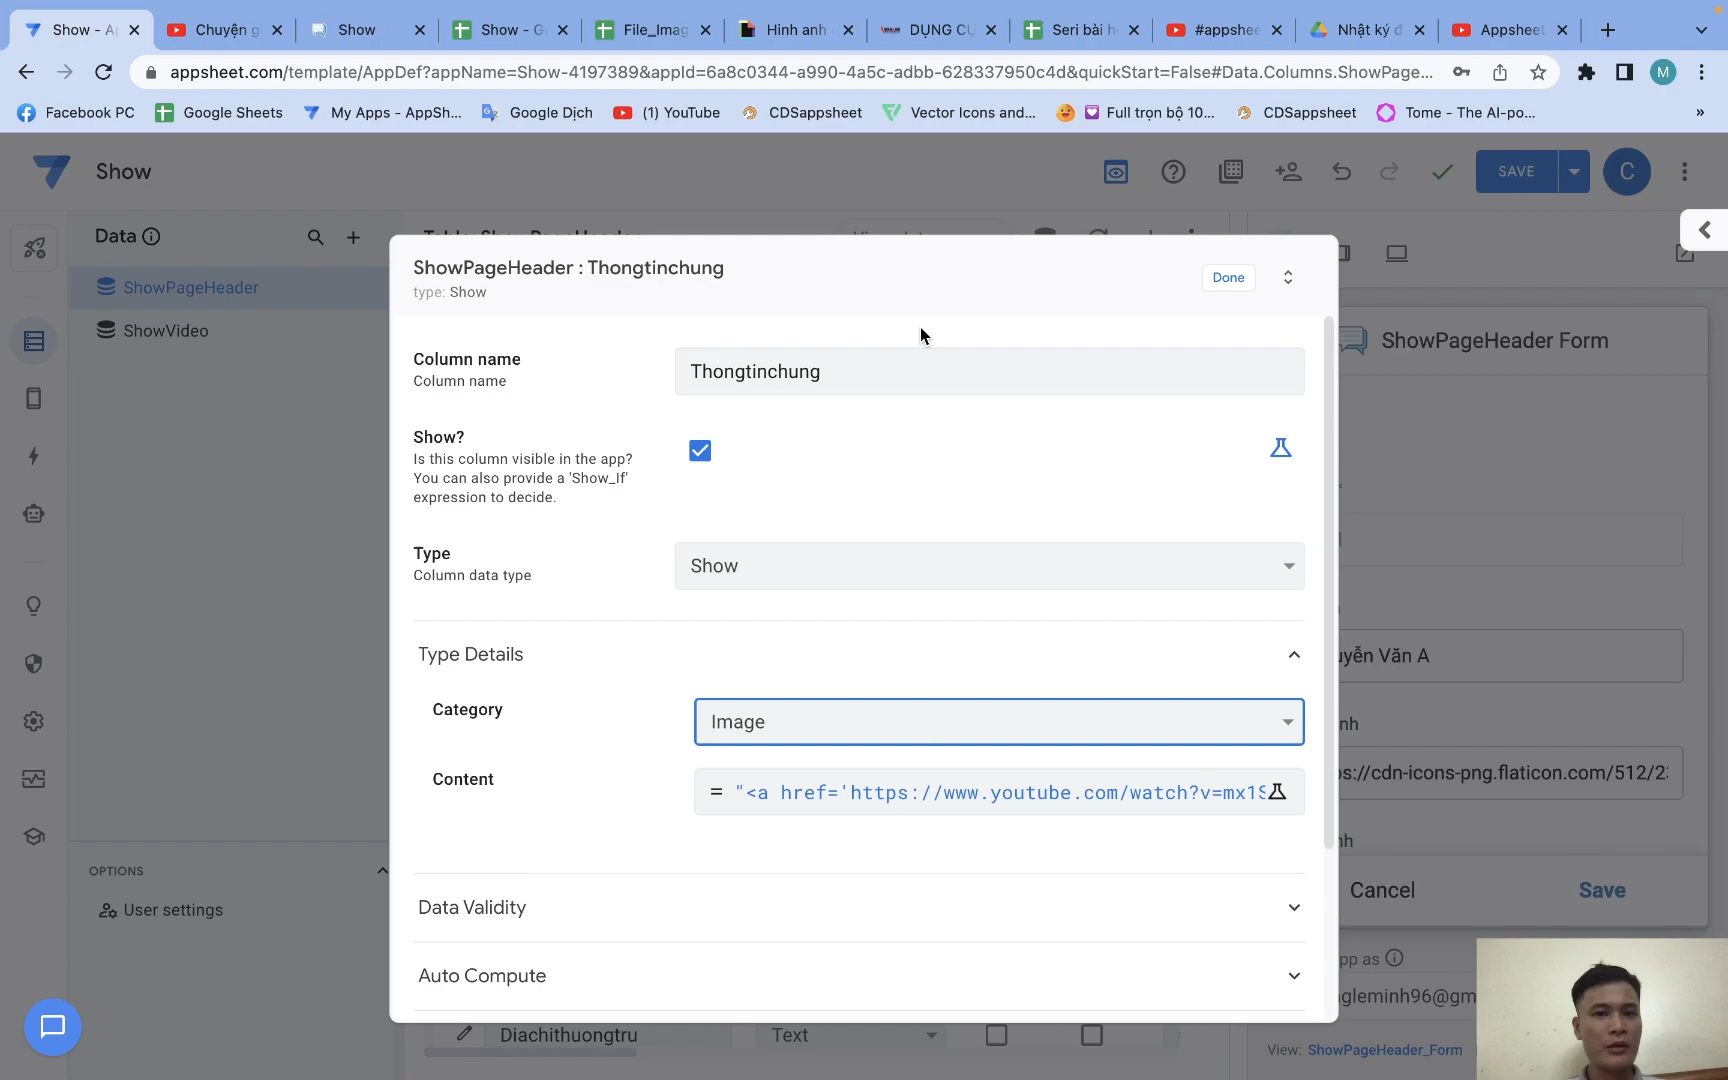 Show - A
Chuyện g
Show
Show - G
File_Imag
Hinh anh
DỤNG CỤ
Seri bài h
#appshee
Nhật ký đ
Appsheet
appsheet.com/template/AppDef?appName=Show-4197389&appId=6a8c0344-a990-4a5c-adbb-628337950c4d&quickStart=False#Data.Columns.ShowPage...
M
Facebook PC
Google Sheets
My Apps - AppSh...
Google Dịch
(1) YouTube
CDSappsheet
Vector Icons and...
Full trọn bộ 10...
CDSappsheet
Tome - The AI-po...
»
Show
SAVE
C
Data
ShowPageHeader
ShowVideo
ShowPageHeader : Thongtinchung
type: Show
Done
Column name
Column name
Thongtinchung
Show?
Is this column visible in the app?
You can also provide a 'Show_If'
expression to decide.
Type
Column data type
Show
Type Details
Category
Image
Content
= "<a href='https://www.youtube.com/watch?v=mx1S
Data Validity
Auto Compute
OPTIONS
User settings
Diachithuongtru
Text
ShowPageHeader Form
uyễn Văn A
nh
ps://cdn-icons-png.flaticon.com/512/2
nh
Cancel
Save
pp as
gleminh96@gm
View: ShowPageHeader_Form